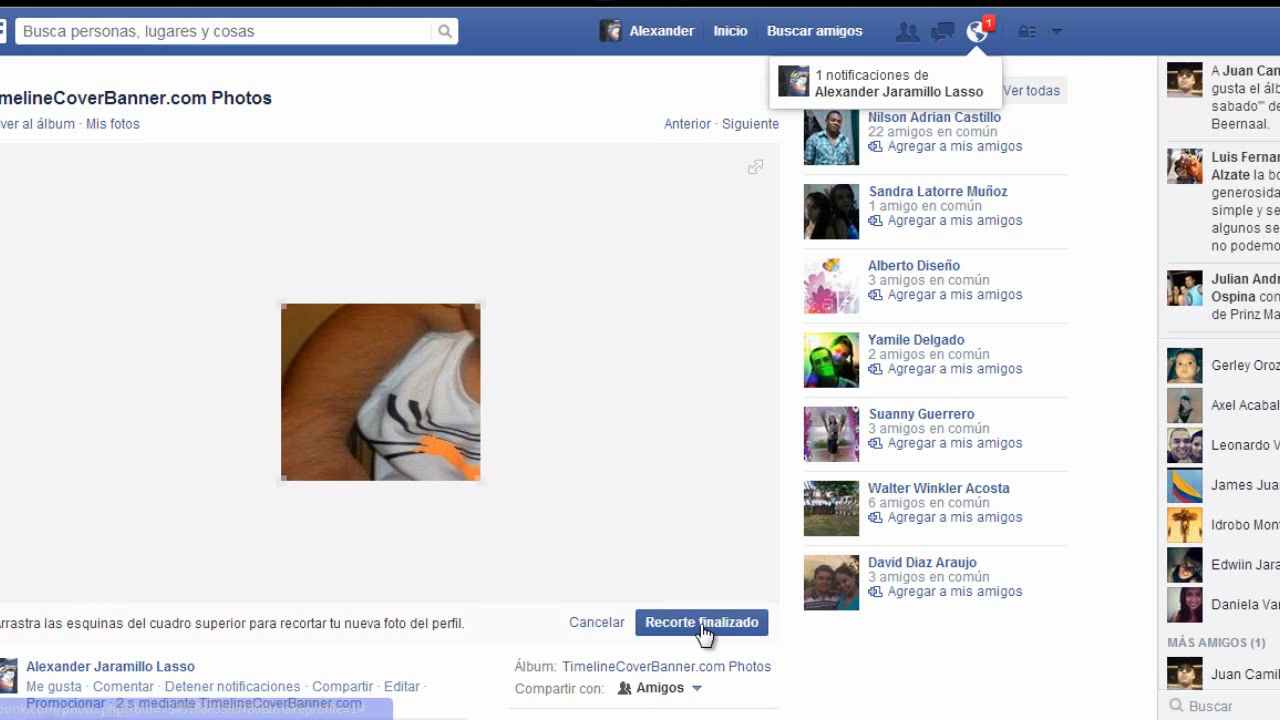 Busca personas, lugares y cosas
Alexander
Inicio
Buscar amigos
1
1 notificaciones de
Alexander Jaramillo Lasso
Ver todas
melineCoverBanner.com Photos
ver al álbum · Mis fotos
Anterior · Siguiente
Nilson Adrian Castillo
22 amigos en común
Agregar a mis amigos
Sandra Latorre Muñoz
1 amigo en común
Agregar a mis amigos
Alberto Diseño
3 amigos en común
Agregar a mis amigos
Yamile Delgado
2 amigos en común
Agregar a mis amigos
Suanny Guerrero
3 amigos en común
Agregar a mis amigos
Walter Winkler Acosta
6 amigos en común
Agregar a mis amigos
David Diaz Araujo
3 amigos en común
Agregar a mis amigos
rrastra las esquinas del cuadro superior para recortar tu nueva foto del perfil.
Cancelar
Recorte finalizado
Alexander Jaramillo Lasso
Me gusta · Comentar · Detener notificaciones · Compartir · Editar ·
Promocionar · 2 s mediante TimelineCoverBanner.com
Álbum: TimelineCoverBanner.com Photos
Compartir con: Amigos
A Juan Cam
gusta el álb
sabado'" de
Beernaal.
Luis Fernan
Alzate la bo
generosida
simple y se
algunos se
no podemo
Julian Andr
Ospina con
de Prinz Ma
Gerley Oroz
Axel Acabal
Leonardo V
James Jua
Idrobo Mon
Edwiin Jara
Daniela Va
MÁS AMIGOS (1)
Juan Camil
Buscar